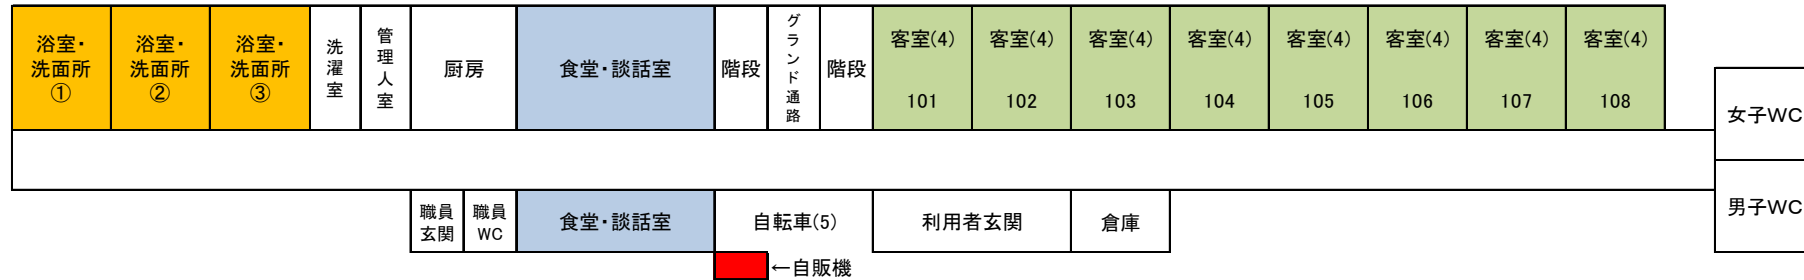 浴室・
洗面所
①
浴室・
洗面所
②
浴室・
洗面所
③
洗
濯
室
管
理
人
室
厨房
食堂・談話室
階段
グ
ラ
ン
ド
通
路
階段
客室(4)
101
客室(4)
102
客室(4)
103
客室(4)
104
客室(4)
105
客室(4)
106
客室(4)
107
客室(4)
108
女子WC
男子WC
職員
玄関
職員
WC
食堂・談話室
自転車(5)
利用者玄関
倉庫
←自販機